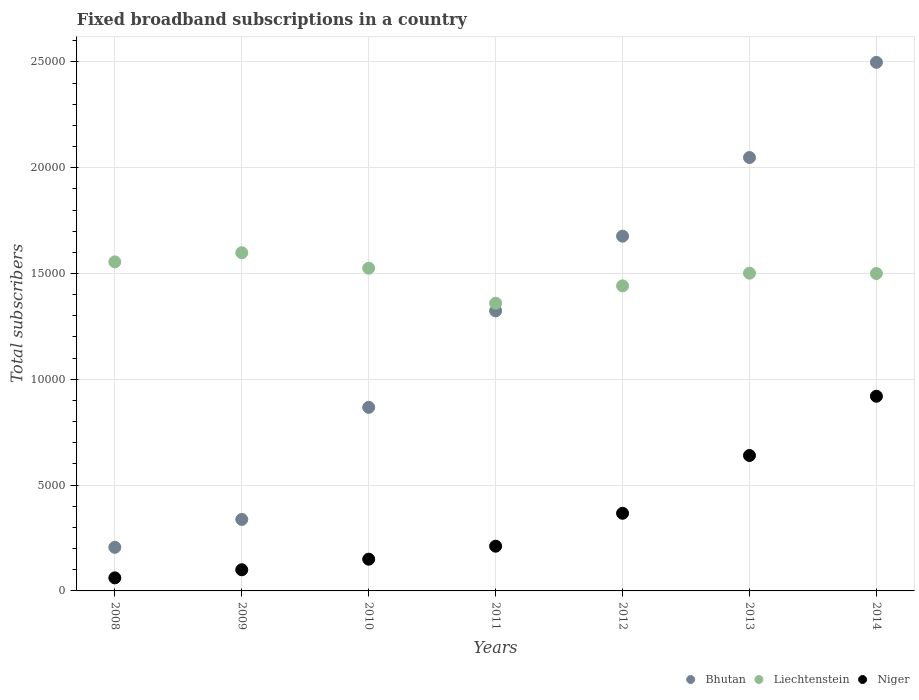 Fixed broadband subscriptions in a country
Total subscribers
25000
20000
15000
10000
5000
0
2008
2009
2010
2011
2012
2013
2014
Years
Bhutan
Liechtenstein
Niger